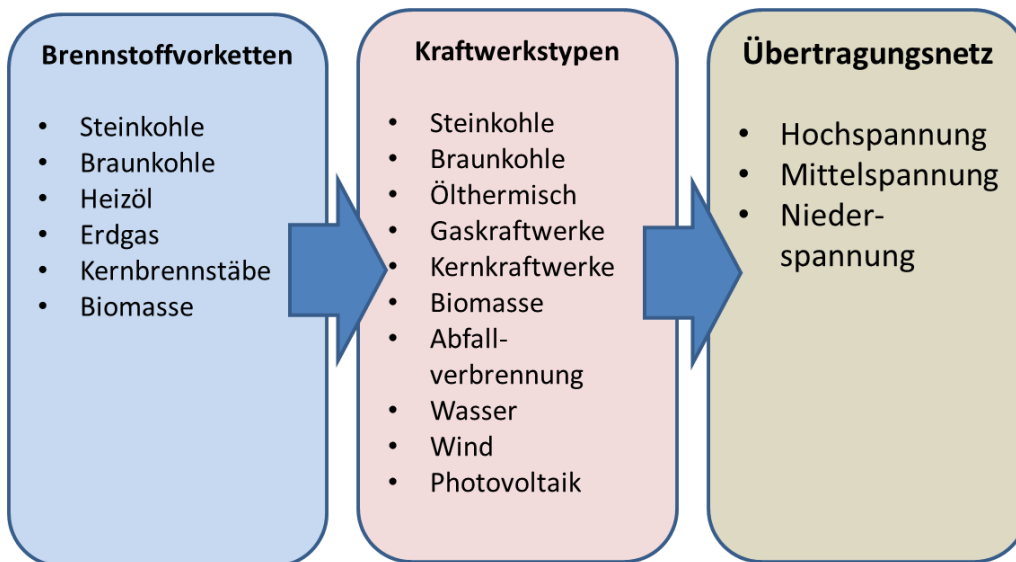 Brennstoffvorketten
• Steinkohle
• Braunkohle
• Heizöl
• Erdgas
• Kernbrennstäbe
• Biomasse
Kraftwerkstypen
• Steinkohle
• Braunkohle
• Ölthermisch
• Gaskraftwerke
• Kernkraftwerke
• Biomasse
• Abfall-
verbrennung
• Wasser
• Wind
• Photovoltaik
Übertragungsnetz
• Hochspannung
• Mittelspannung
• Nieder-
spannung